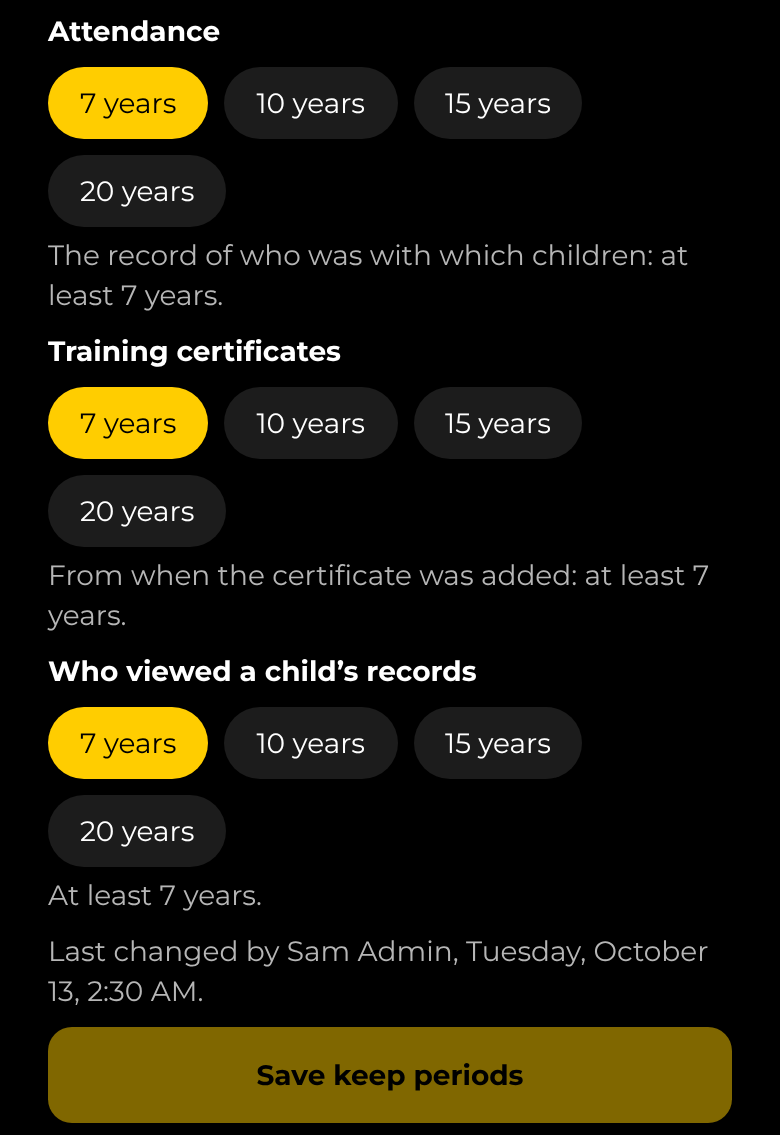 Attendance
7 years
10 years
15 years
20 years
The record of who was with which children: at
least 7 years.
Training certificates
7 years
10 years
15 years
20 years
From when the certificate was added: at least 7
years.
Who viewed a child’s records
7 years
10 years
15 years
20 years
At least 7 years.
Last changed by Sam Admin, Tuesday, October
13, 2:30 AM.
Save keep periods